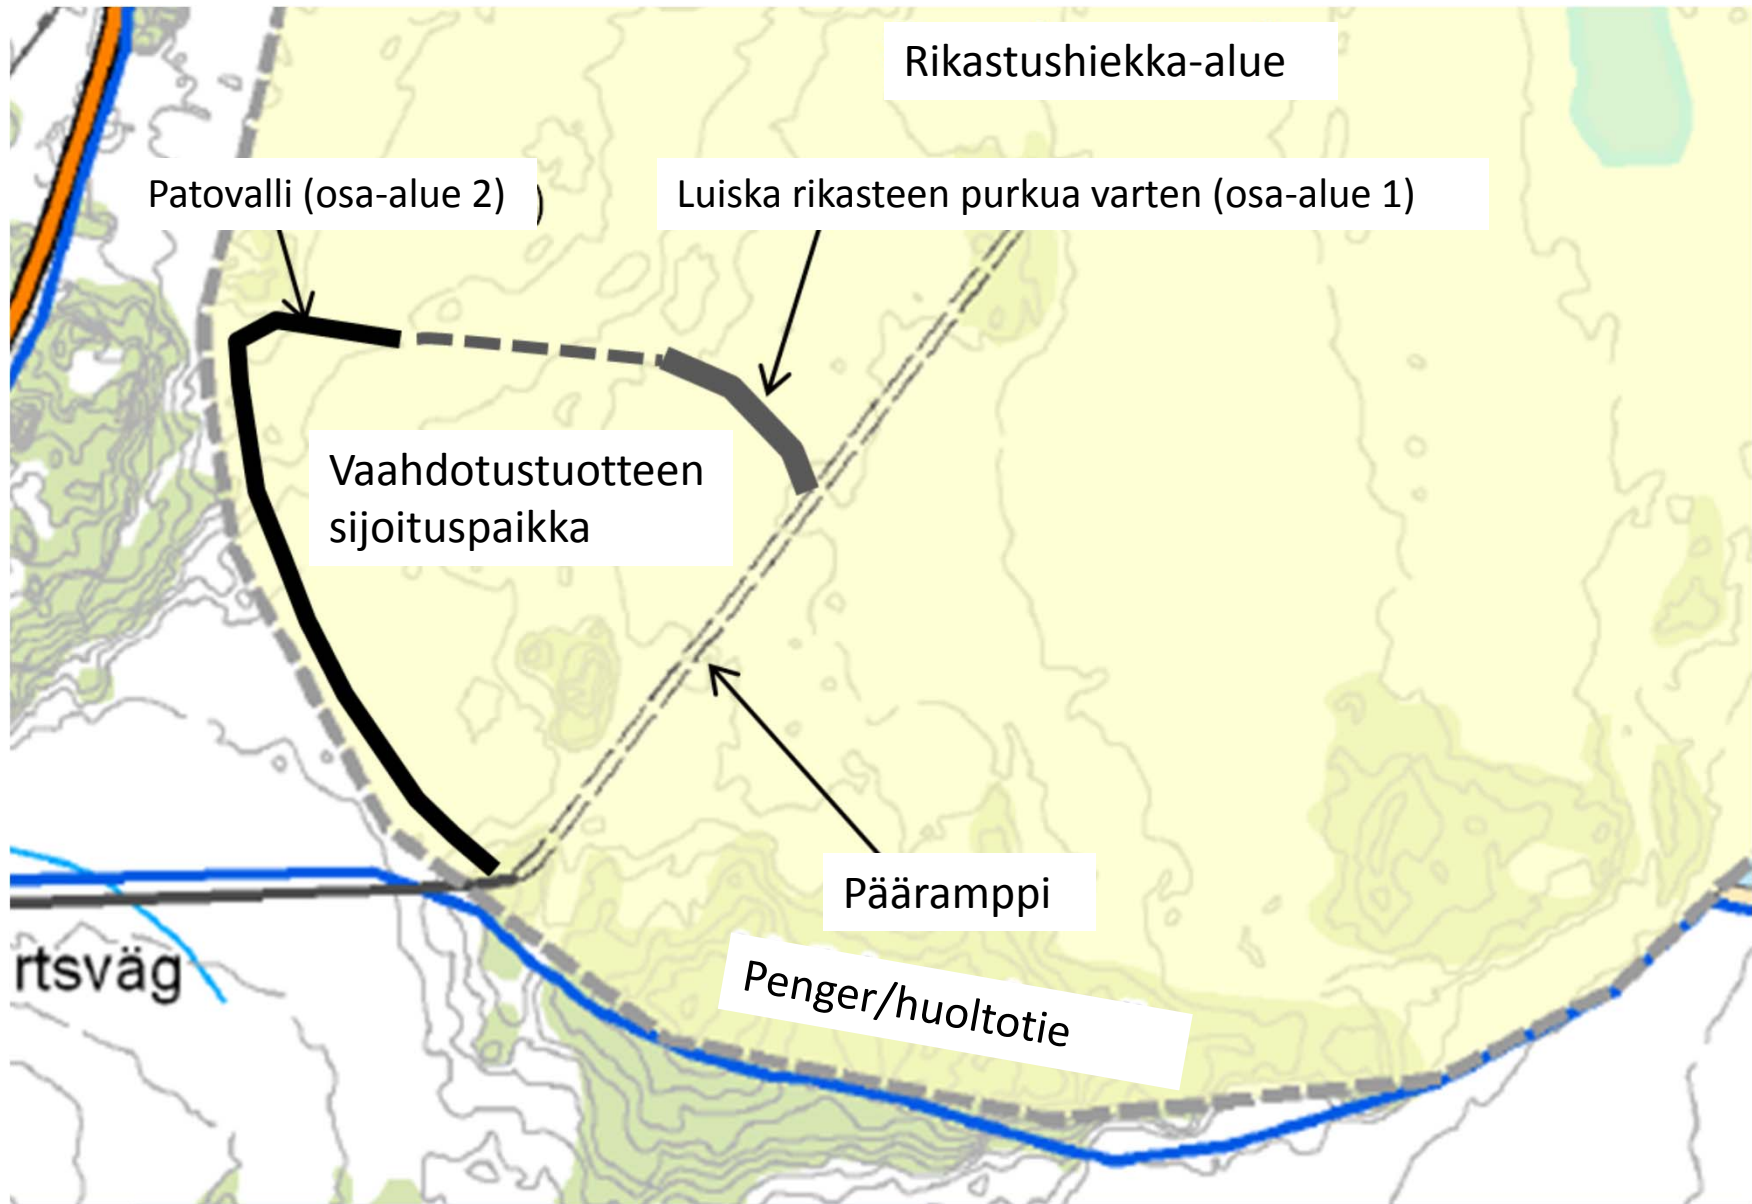 Rikastushiekka-alue
Patovalli (osa-alue 2) )
Luiska rikasteen purkua varten (osa-alue 1)
Vaahdotustuotteen
sijoituspaikka
Pääramppi
Penger/huoltotie
rtsväg